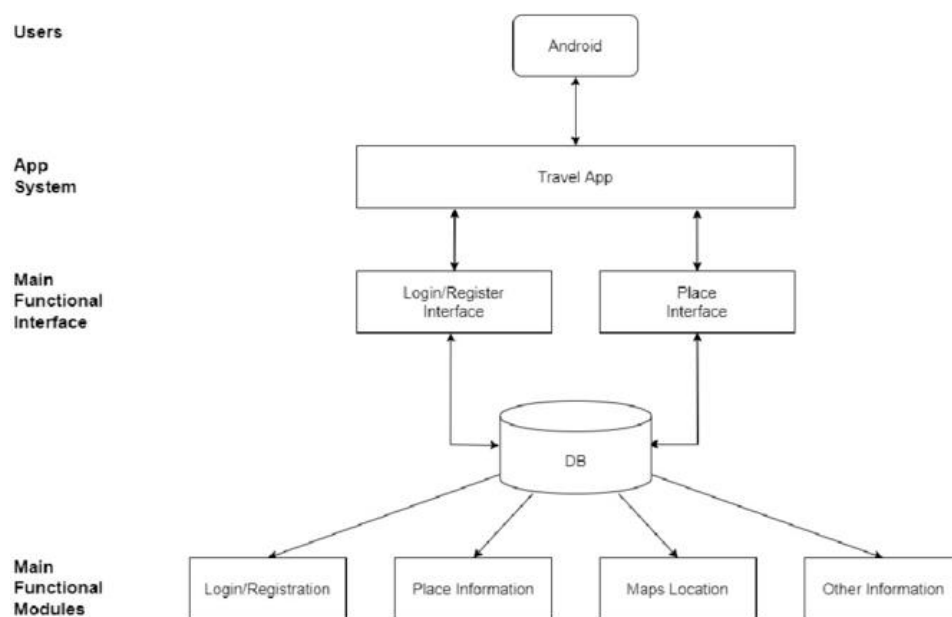 Users
Android
App
System
Travel App
Main
Functional
Interface
Login/Register
Interface
Place
Interface
DB
Main
Functional
Modules
Login/Registration
Place Information
Maps Location
Other Information